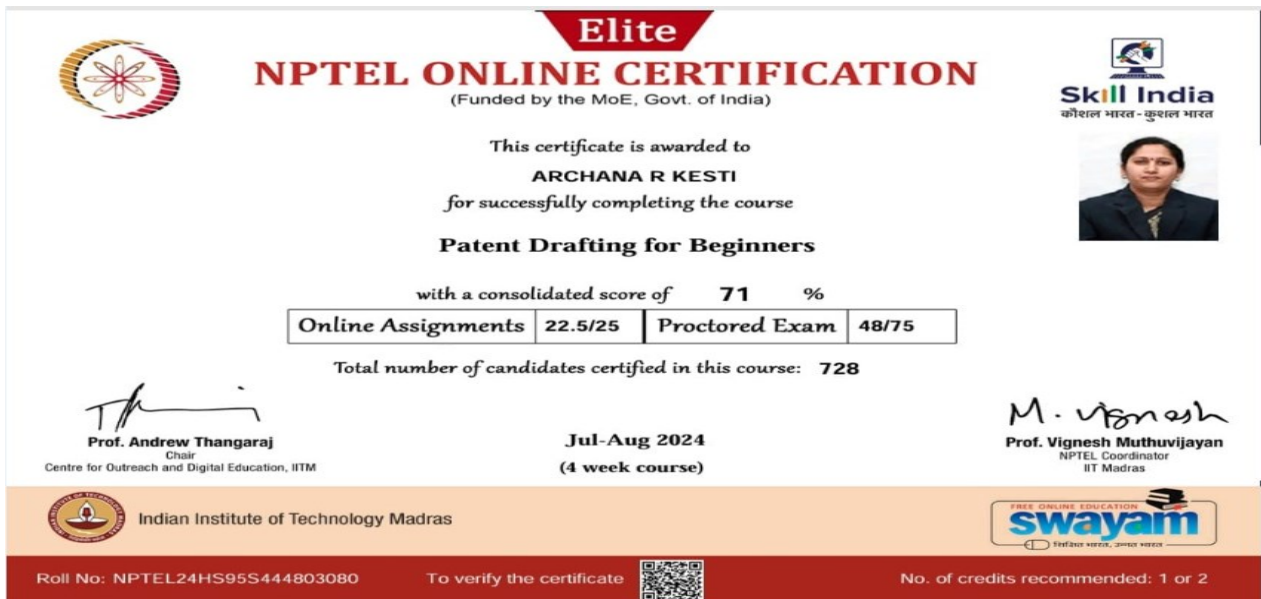 Elite
NPTEL ONLINE CERTIFICATION
(Funded by the MoE, Govt. of India)
Skill India
कौशल भारत - कुशल भारत
This certificate is awarded to
ARCHANA R KESTI
for successfully completing the course
Patent Drafting for Beginners
with a consolidated score of 71 %
Online Assignments 22.5/25 Proctored Exam 48/75
Total number of candidates certified in this course: 728
M. Vignesh
Prof. Andrew Thangaraj
Chair
Centre for Outreach and Digital Education, IITM
Jul-Aug 2024
(4 week course)
Prof. Vignesh Muthuvijayan
NPTEL Coordinator
IIT Madras
Indian Institute of Technology Madras
FREE ONLINE EDUCATION
swayam
शिक्षित भारत, उन्नत भारत
Roll No: NPTEL24HS95S444803080 To verify the certificate No. of credits recommended: 1 or 2